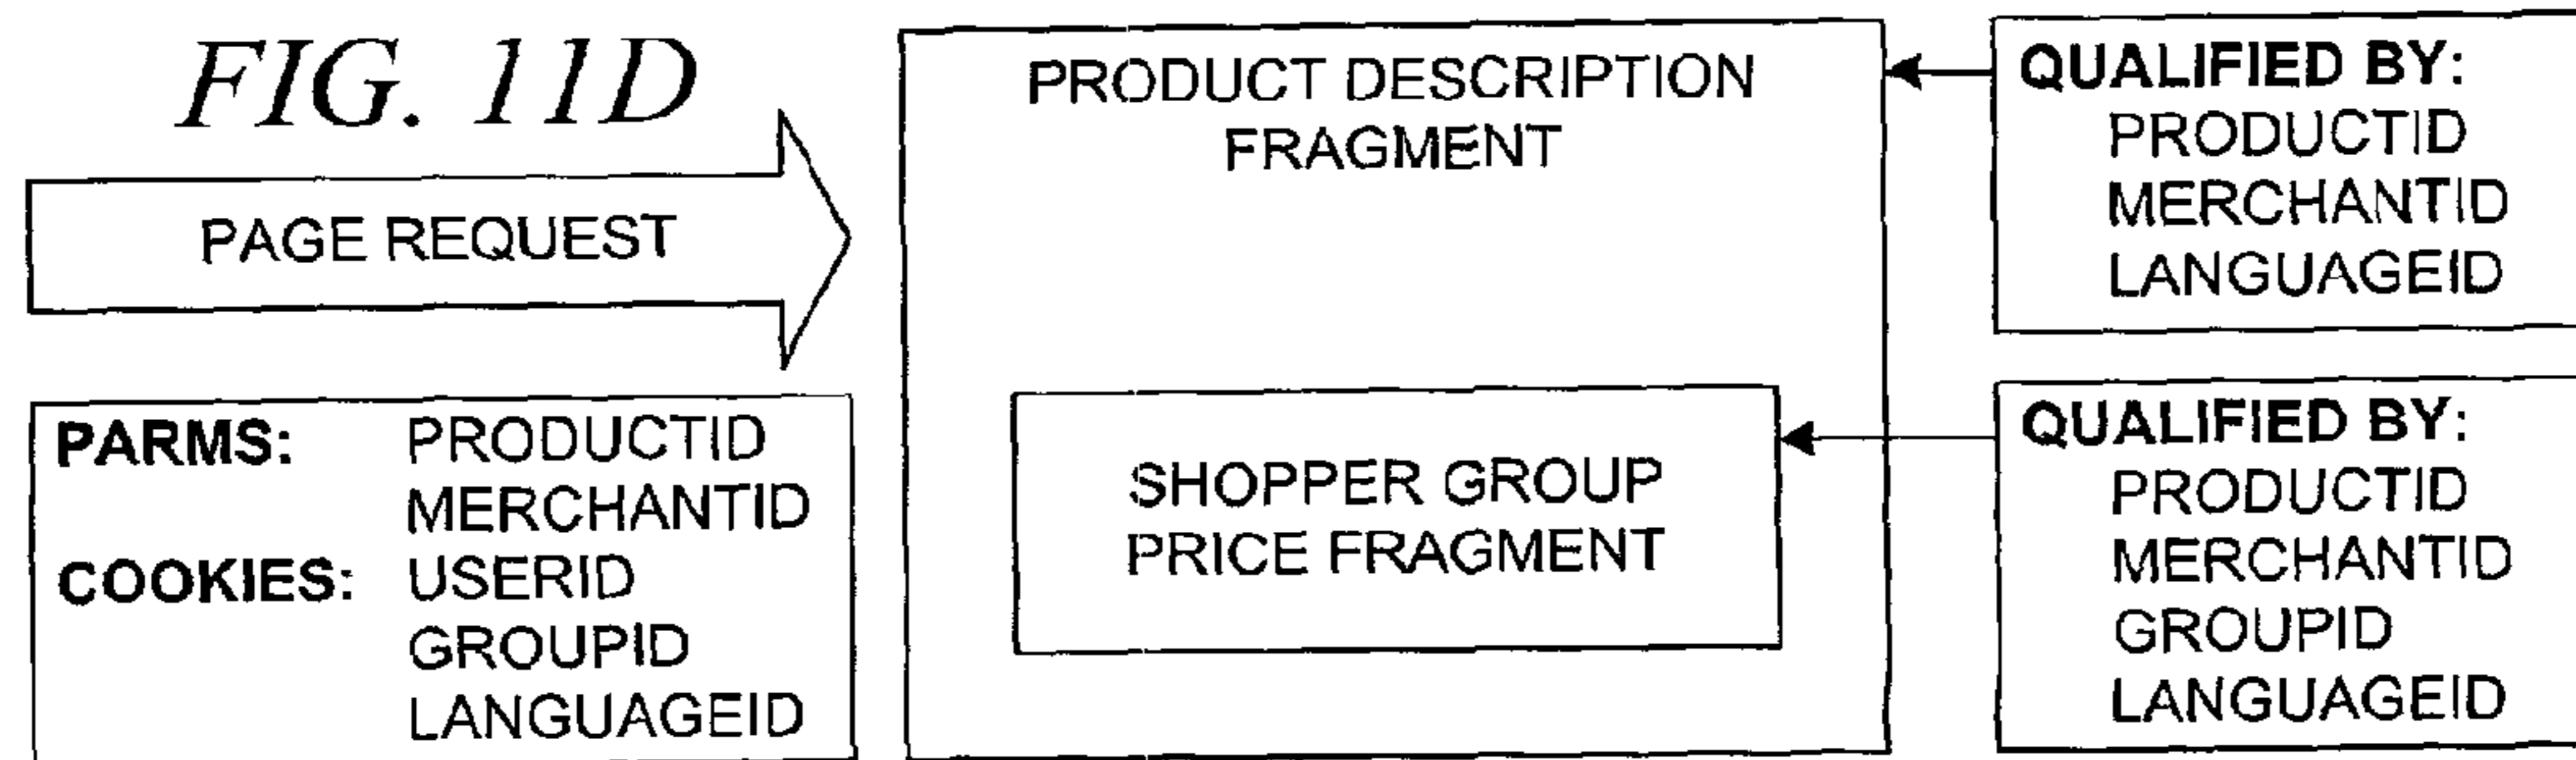 FIG. 11D
PAGE REQUEST
PARMS: PRODUCTID
MERCHANTID
COOKIES: USERID
GROUPID
LANGUAGEID
PRODUCT DESCRIPTION
FRAGMENT
SHOPPER GROUP
PRICE FRAGMENT
QUALIFIED BY:
PRODUCTID
MERCHANTID
LANGUAGEID
QUALIFIED BY:
PRODUCTID
MERCHANTID
GROUPID
LANGUAGEID